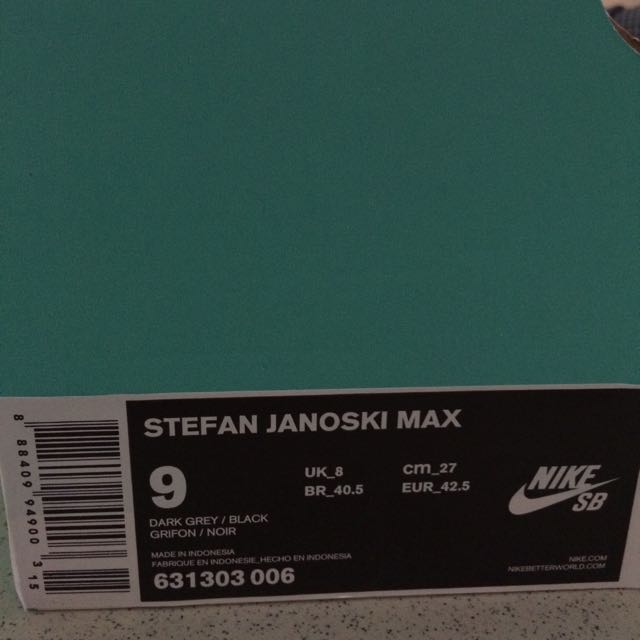 STEFAN JANOSKI MAX
9
UK_8
cm_27
BR_40.5
EUR_42.5
DARK GREY / BLACK
GRIFON / NOIR
MADE IN INDONESIA
FABRIQUE EN INDONESIE_HECHO EN INDONESIA
631303 006
NIKE
SB
NIKE.COM
NIKEBETTERWORLD.COM
8 88409 96900 3 15